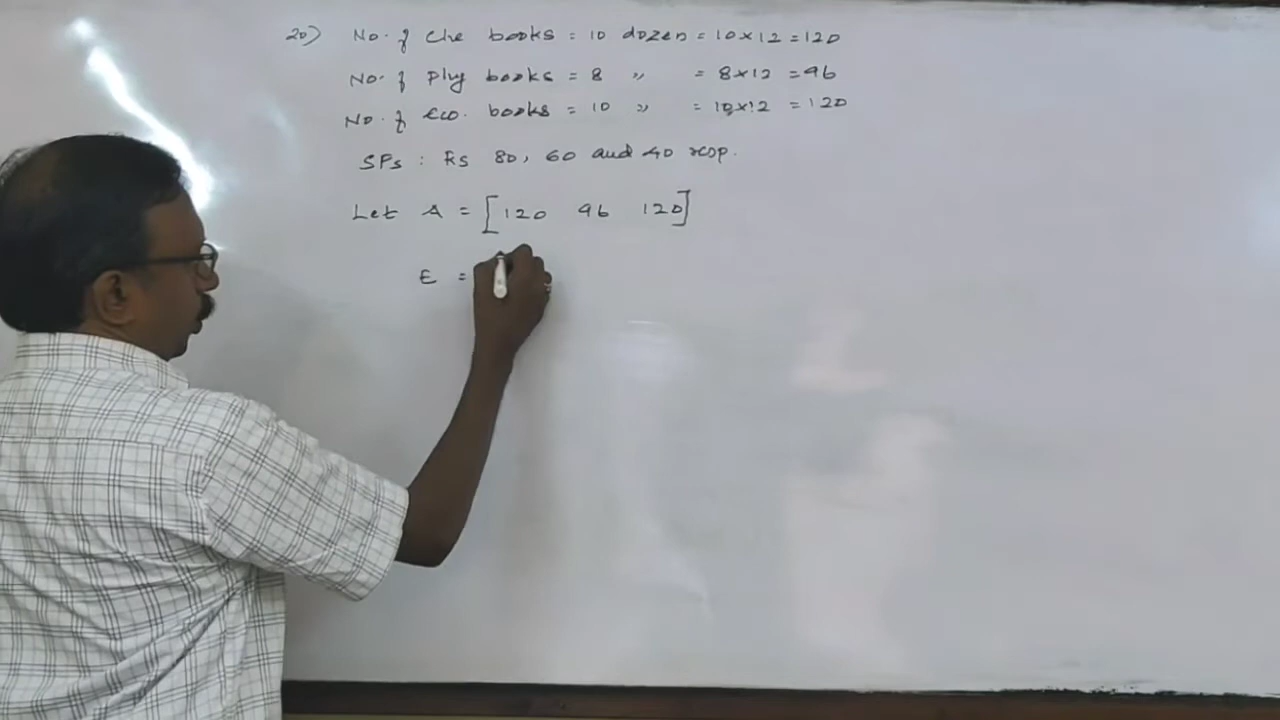 20) No. of Che books = 10 dozen = 10×12 = 120
No. of Phy books = 8 " = 8×12 = 96
No. of Eco. books = 10 " = 10×12 = 120
SPs : Rs 80, 60 and 40 resp.
Let A = [120 96 120]
E =